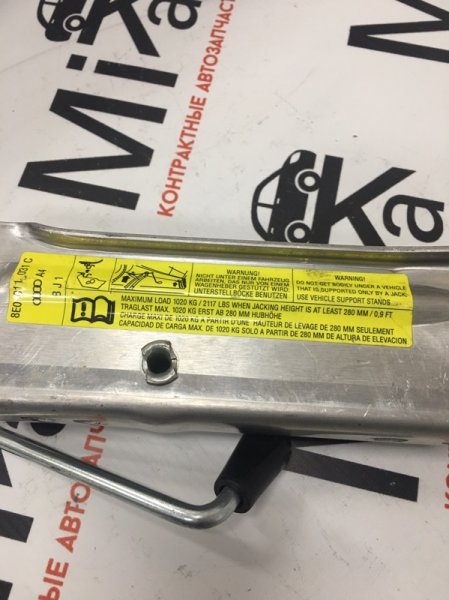 MiKa
КОНТРАКТНЫЕ АВТОЗАПЧА
Ka
8E0 011 031 C
A4
BJ1
WARNUNG!
NICHT UNTER EINEM FAHRZEUG
ARBEITEN, DAS NUR VON EINEM
WAGENHEBER GESTÜTZT WIRD
UNTERSTELLBÖCKE BENUTZEN
WARNING!
DO NOT GO BODILY UNDER A VEHICLE
THAT IS SUPPORTED ONLY BY A JACK.
USE VEHICLE SUPPORT STANDS
MAXIMUM LOAD 1020 KG / 2117 LBS WHEN JACKING HEIGHT IS AT LEAST 280 MM / 0,9 FT
TRAGLAST MAX. 1020 KG ERST AB 280 MM HUBHÖHE
CHARGE MAXI DE 1020 KG A PARTIR D'UNE HAUTEUR DE LEVAGE DE 280 MM SEULEMENT
CAPACIDAD DE CARGA MAX. DE 1020 KG SOLO A PARTIR DE 280 MM DE ALTURA DE ELEVACION
КОНТРАКТНЫЕ